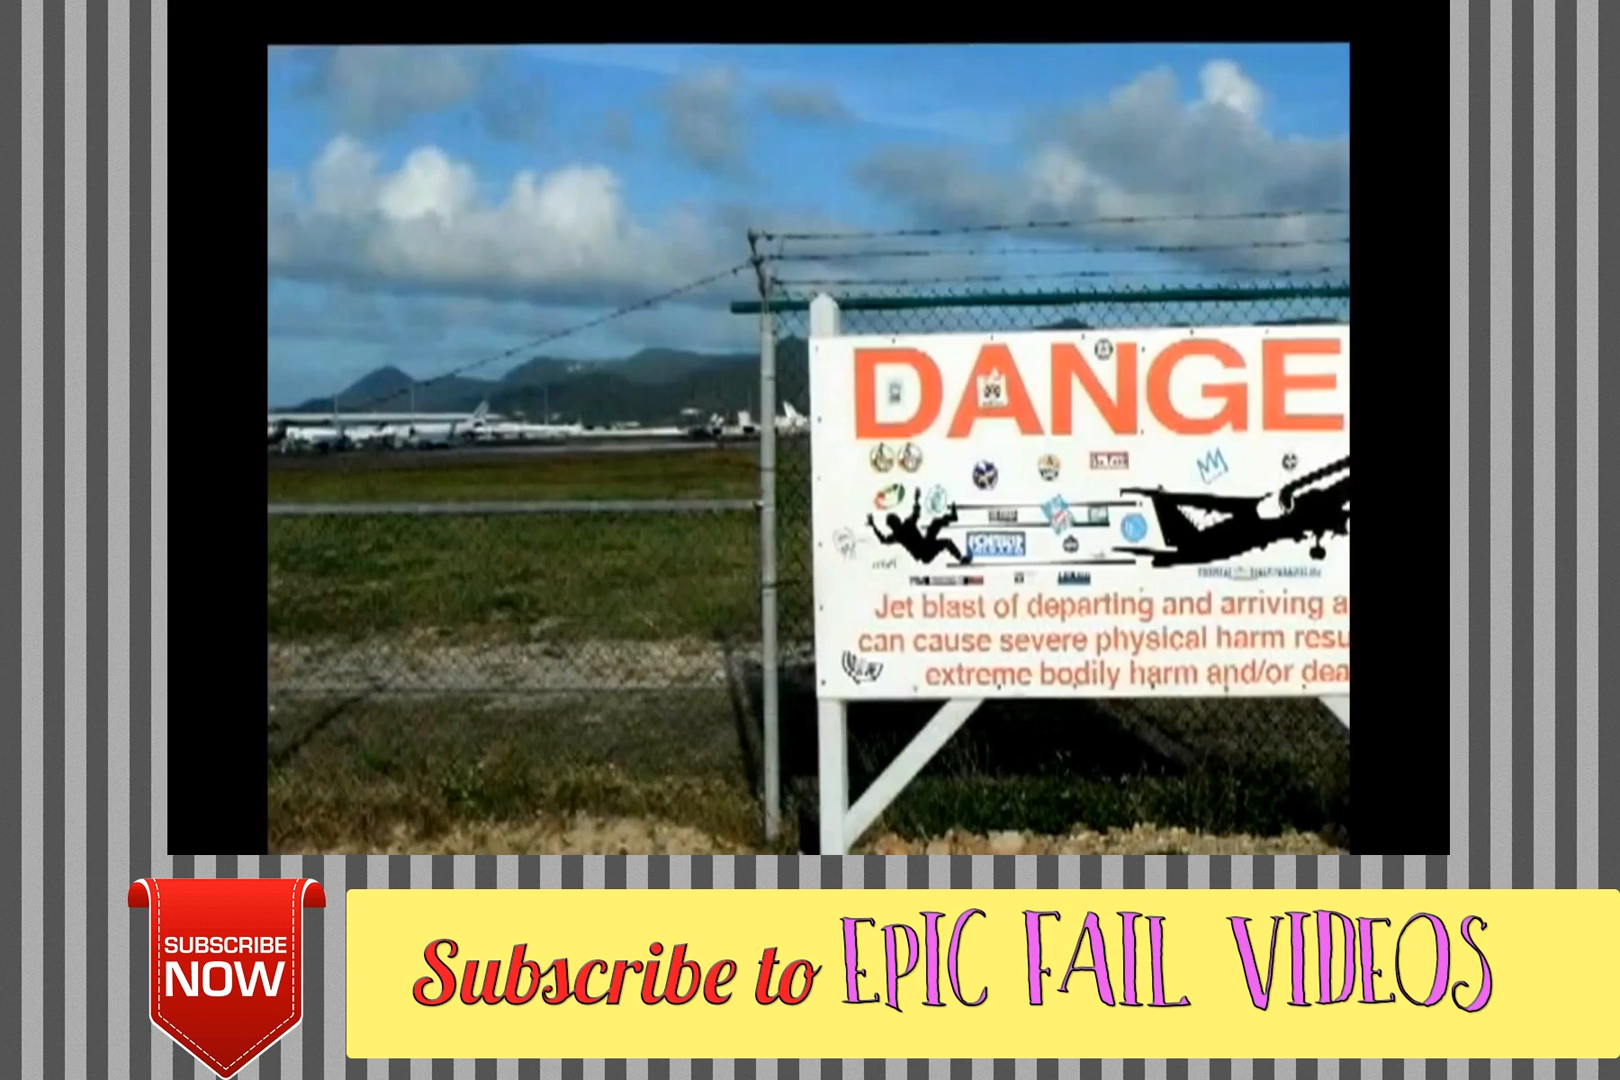 DANGE
Jet blast of departing and arriving a
can cause severe physical harm resu
extreme bodily harm and/or dea
SUBSCRIBE
NOW
Subscribe to EPIC FAIL VIDEOS